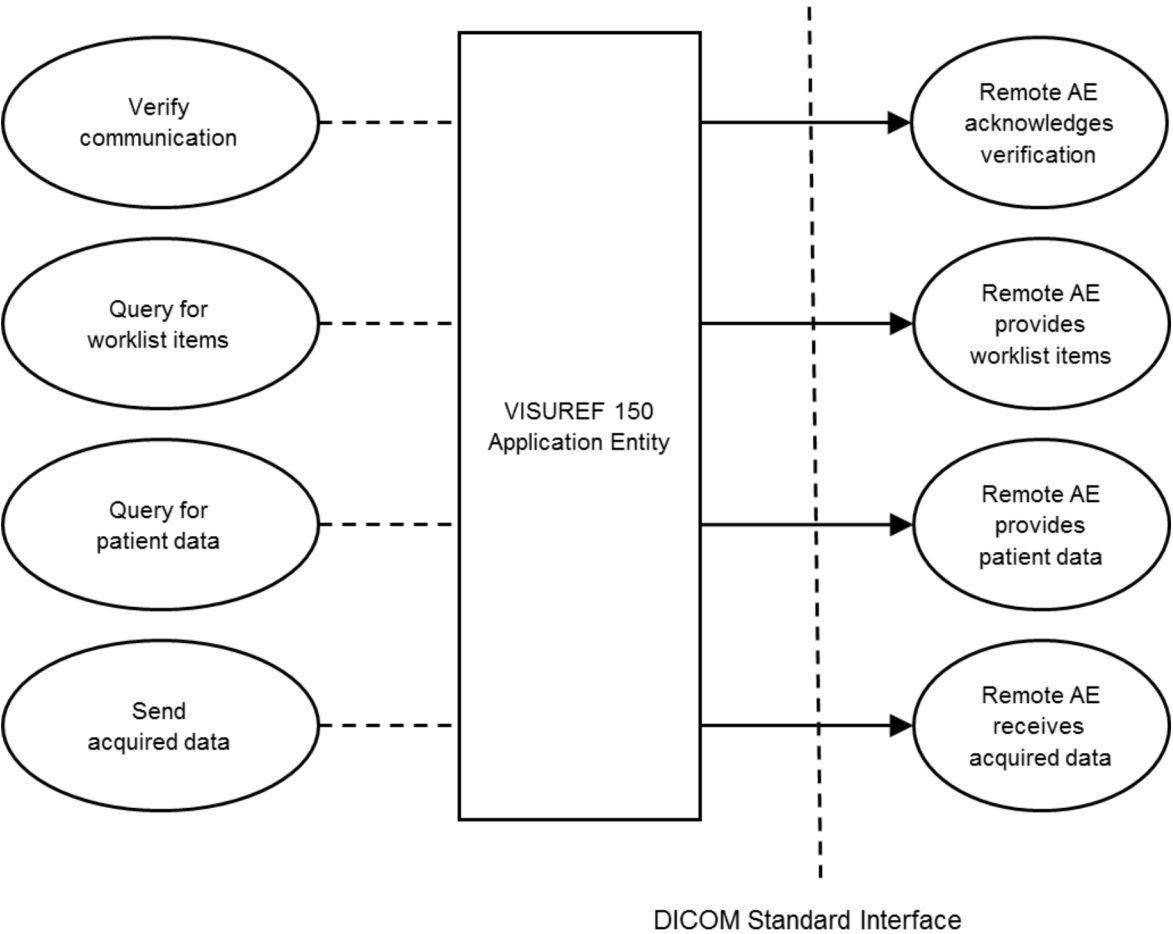 Verify
communication
Remote AE
acknowledges
verification
Query for
worklist items
Remote AE
provides
worklist items
VISUREF 150
Application Entity
Query for
patient data
Remote AE
provides
patient data
Send
acquired data
Remote AE
receives
acquired data
DICOM Standard Interface